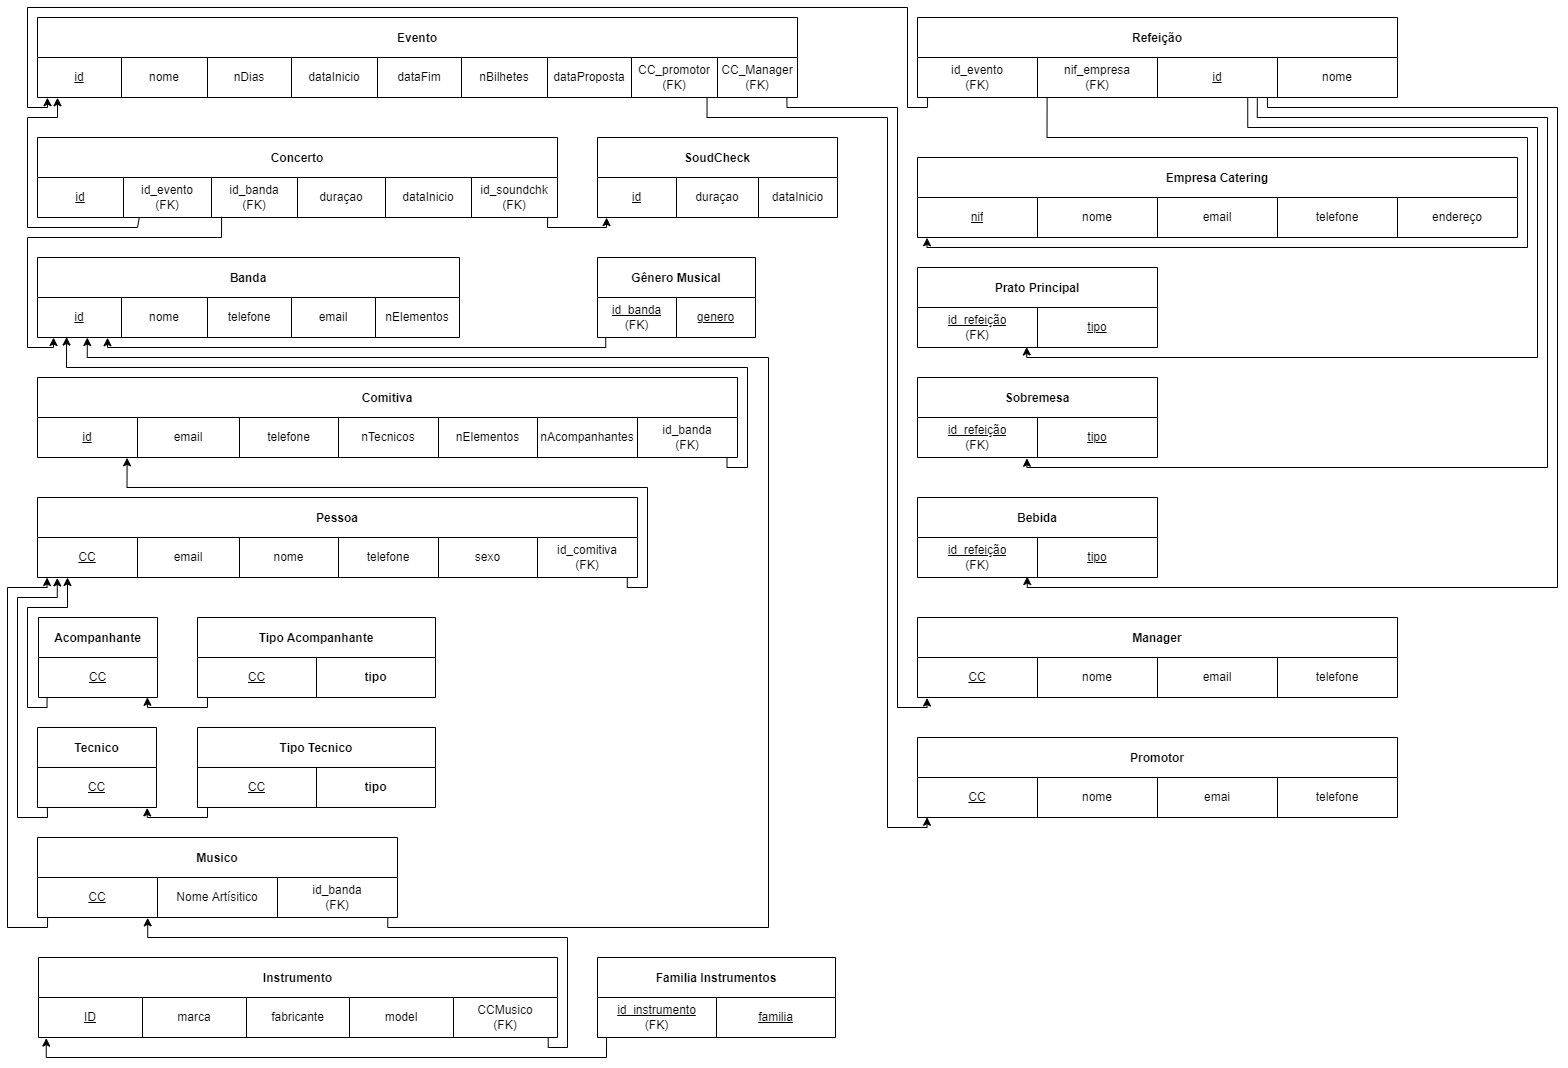 Evento
id nome nDias dataInicio dataFim nBilhetes dataProposta CC_promotor (FK) CC_Manager (FK)
Concerto
id id_evento (FK) id_banda (FK) duraçao dataInicio id_soundchk (FK)
SoudCheck
id duraçao dataInicio
Banda
id nome telefone email nElementos
Gênero Musical
id_banda (FK) genero
Comitiva
id email telefone nTecnicos nElementos nAcompanhantes id_banda (FK)
Pessoa
CC email nome telefone sexo id_comitiva (FK)
Acompanhante
CC
Tipo Acompanhante
CC tipo
Tecnico
CC
Tipo Tecnico
CC tipo
Musico
CC Nome Artísitico id_banda (FK)
Instrumento
ID marca fabricante model CCMusico (FK)
Familia Instrumentos
id_instrumento (FK) familia
Refeição
id_evento (FK) nif_empresa (FK) id nome
Empresa Catering
nif nome email telefone endereço
Prato Principal
id_refeição (FK) tipo
Sobremesa
id_refeição (FK) tipo
Bebida
id_refeição (FK) tipo
Manager
CC nome email telefone
Promotor
CC nome emai telefone